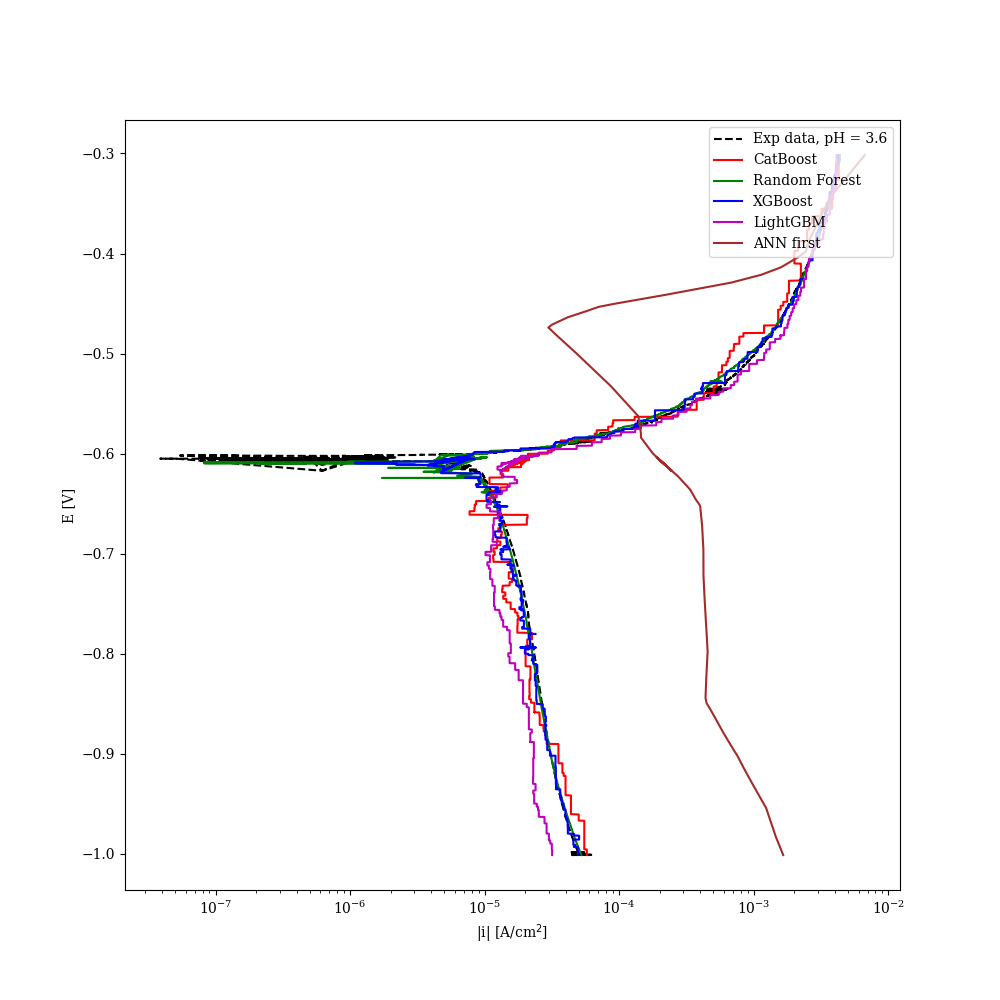 Exp data, pH = 3.6
CatBoost
Random Forest
XGBoost
LightGBM
ANN first
−0.3
−0.4
−0.5
−0.6
−0.7
−0.8
−0.9
−1.0
E [V]
10⁻⁷ 10⁻⁶ 10⁻⁵ 10⁻⁴ 10⁻³ 10⁻²
|i| [A/cm²]